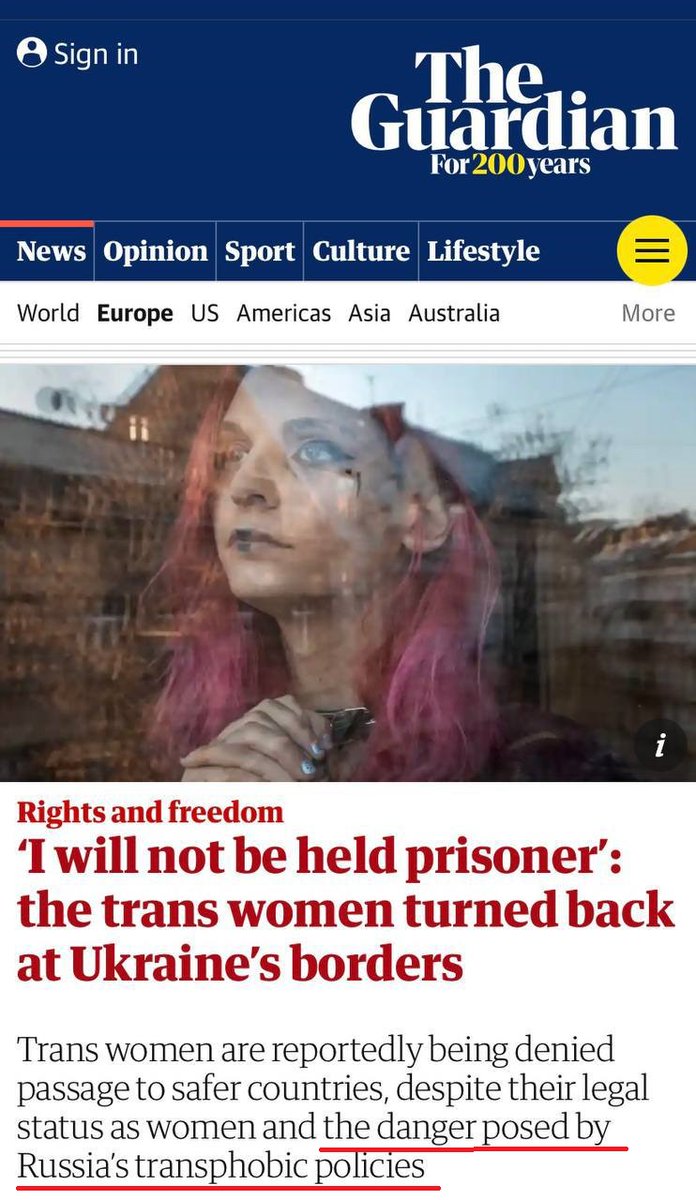 Sign in
The
Guardian
For 200 years
News Opinion Sport Culture Lifestyle
World Europe US Americas Asia Australia More
i
Rights and freedom
‘I will not be held prisoner’:
the trans women turned back
at Ukraine’s borders
Trans women are reportedly being denied
passage to safer countries, despite their legal
status as women and the danger posed by
Russia’s transphobic policies